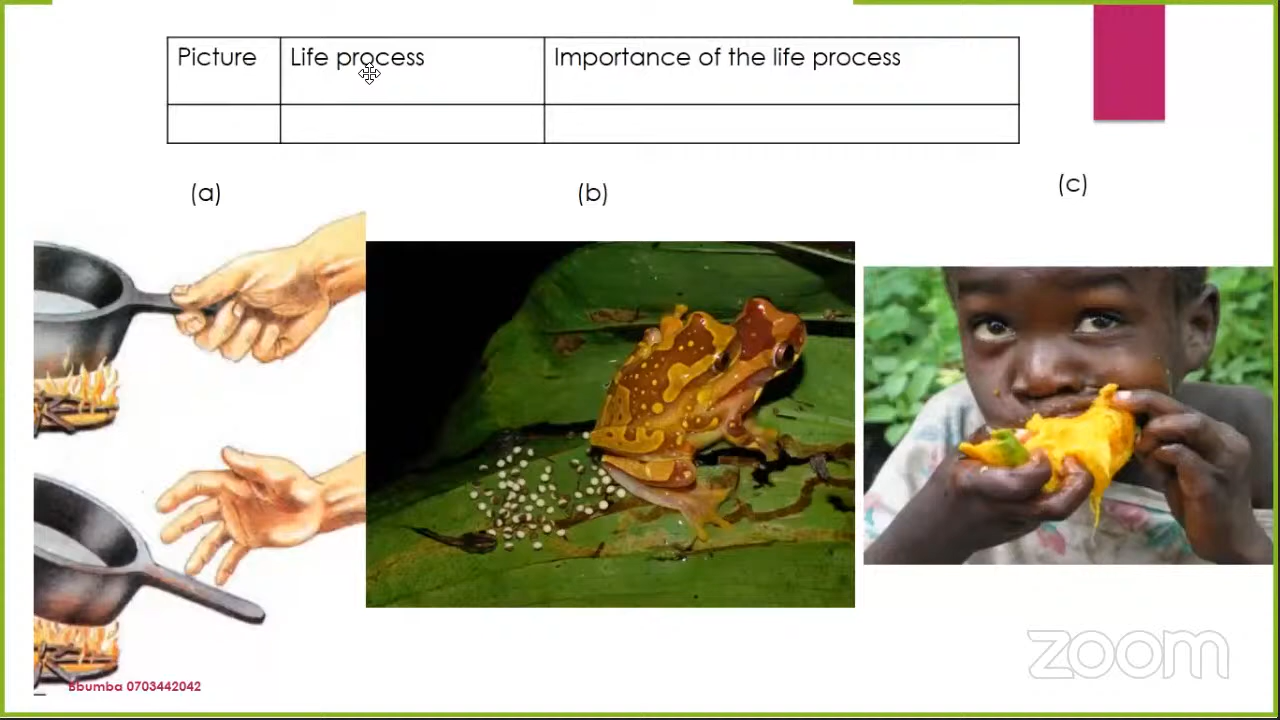 Picture
Life process
Importance of the life process
(a)
(b)
(c)
Bbumba 0703442042
zoom